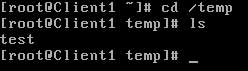 [root@Client1 ~]# cd /temp
[root@Client1 temp]# ls
test
[root@Client1 temp]# _